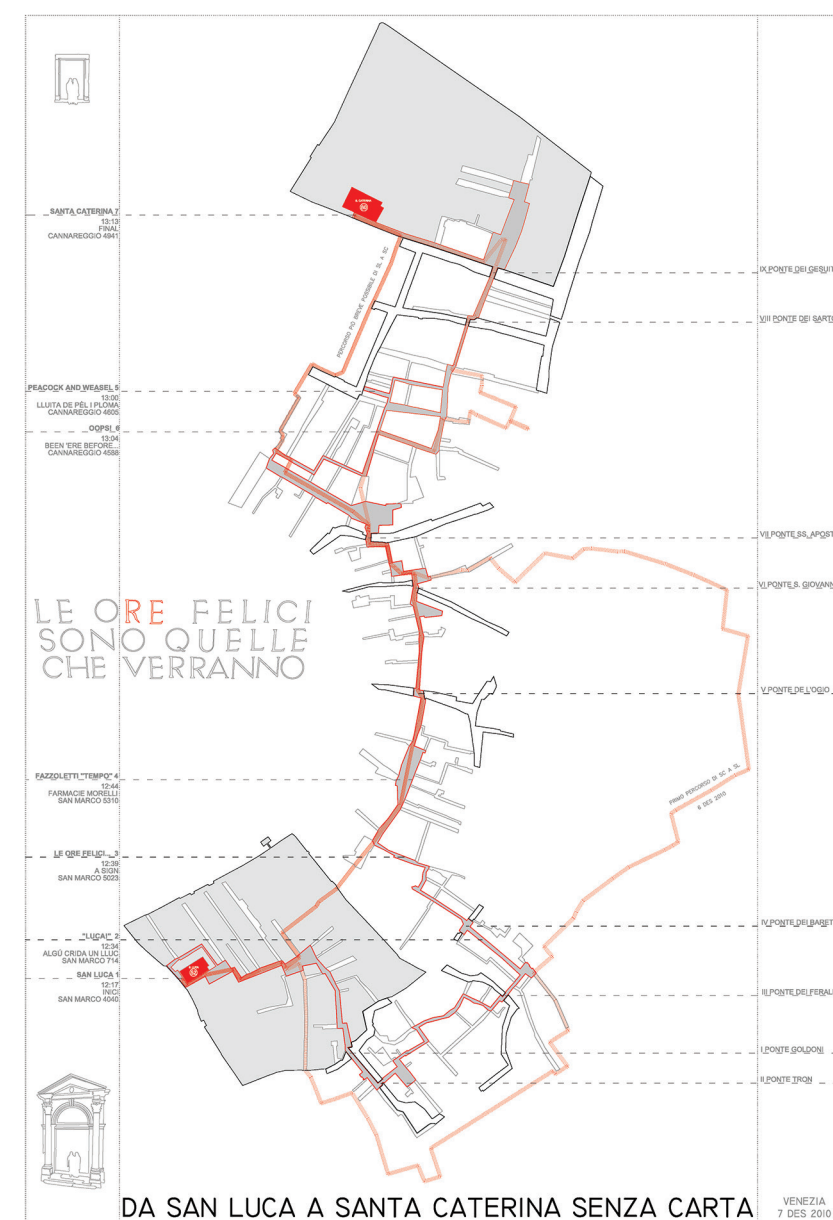 SANTA CATERINA 7
13:13
FINAL
CANNAREGGIO 4941
PEACOCK AND WEASEL 5
13:00
LLUITA DE PÈL I PLOMA
CANNAREGGIO 4605
OOPS! 6
13:04
BEEN 'ERE BEFORE...
CANNAREGGIO 4588
LE ORE FELICI
SONO QUELLE
CHE VERRANNO
FAZZOLETTI "TEMPO" 4
12:44
FARMACIE MORELLI
SAN MARCO 5310
LE ORE FELICI... 3
12:39
A SIGN
SAN MARCO 5023
"LUCA!" 2
12:34
ALGÚ CRIDA UN LLUC
SAN MARCO 714
SAN LUCA 1
12:17
INICI
SAN MARCO 4040
S. CATERINA
SC
PERCORSO PIÙ BREVE POSSIBILE DI SL A SC
PRIMO PERCORSO DI SC A SL
6 DES 2010
IX PONTE DEI GESUIT
VIII PONTE DEI SARTO
VII PONTE SS. APOST
VI PONTE S. GIOVANN
V PONTE DE L'OGIO
IV PONTE DEI BARET
III PONTE DEI FERALI
I PONTE GOLDONI
II PONTE TRON
DA SAN LUCA A SANTA CATERINA SENZA CARTA
VENEZIA
7 DES 2010